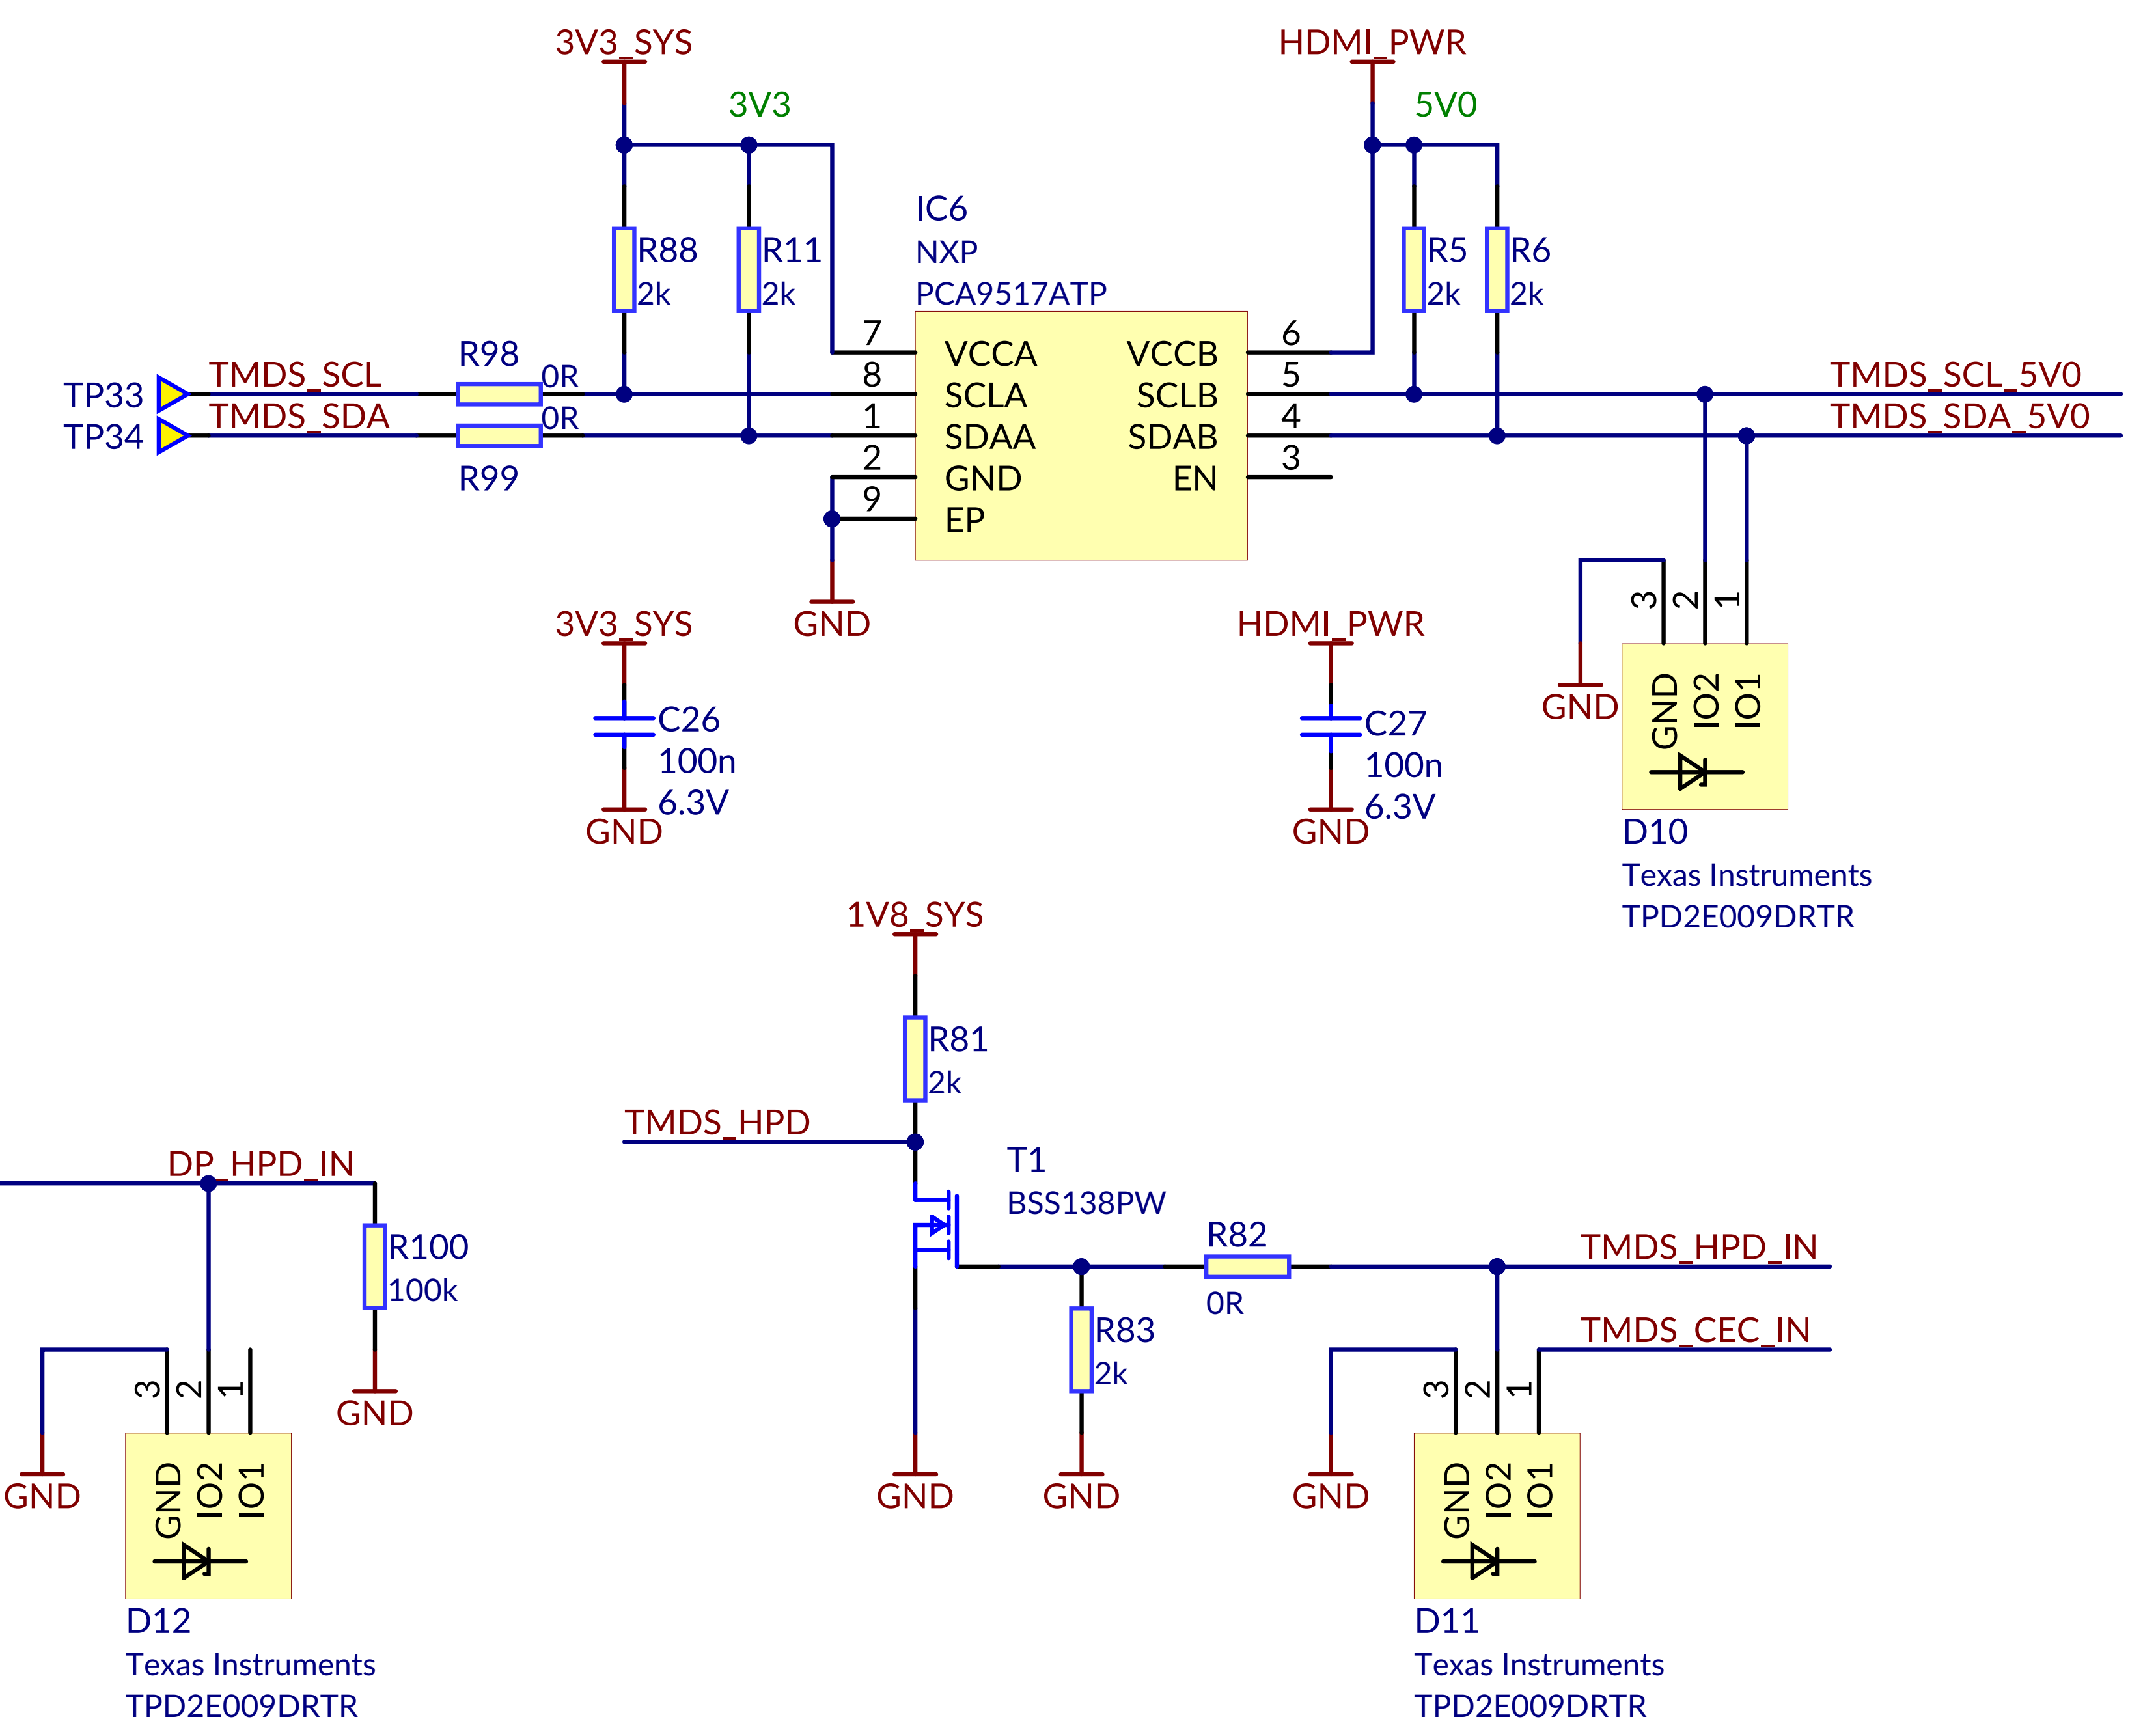 3V3_SYS
HDMI_PWR
3V3
5V0
IC6
NXP
PCA9517ATP
R88
2k
R11
2k
R5
2k
R6
2k
7
8
1
2
9
VCCA
SCLA
SDAA
GND
EP
VCCB
SCLB
SDAB
EN
6
5
4
3
TP33
TMDS_SCL
R98
0R
TP34
TMDS_SDA
0R
R99
TMDS_SCL_5V0
TMDS_SDA_5V0
GND
3V3_SYS
C26
100n
6.3V
GND
HDMI_PWR
C27
100n
6.3V
GND
GND
3
2
1
GND
IO2
IO1
D10
Texas Instruments
TPD2E009DRTR
1V8_SYS
R81
2k
TMDS_HPD
T1
BSS138PW
R82
0R
R83
2k
TMDS_HPD_IN
TMDS_CEC_IN
GND
GND
GND
3
2
1
GND
IO2
IO1
D11
Texas Instruments
TPD2E009DRTR
DP_HPD_IN
R100
100k
GND
GND
3
2
1
GND
IO2
IO1
D12
Texas Instruments
TPD2E009DRTR